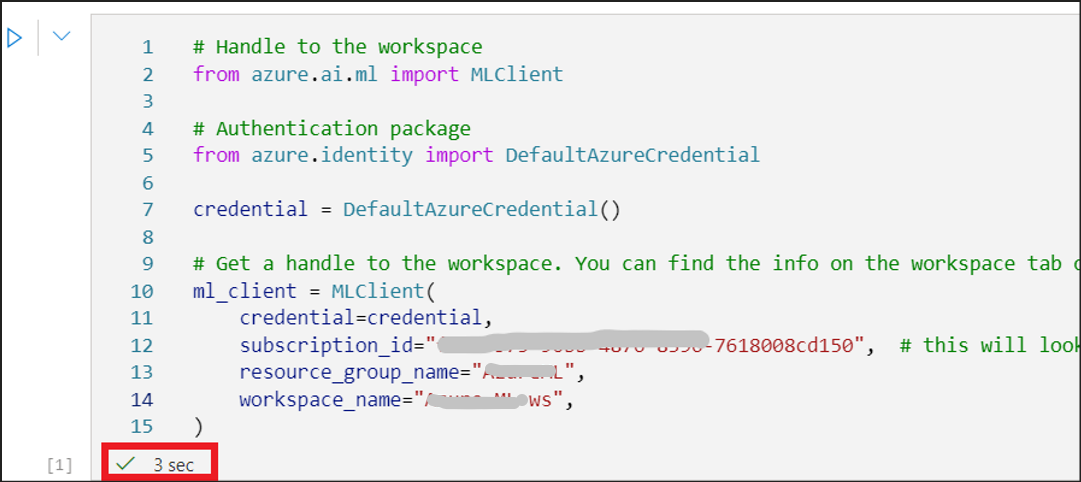 1 # Handle to the workspace
2 from azure.ai.ml import MLClient
3
4 # Authentication package
5 from azure.identity import DefaultAzureCredential
6
7 credential = DefaultAzureCredential()
8
9 # Get a handle to the workspace. You can find the info on the workspace tab
10 ml_client = MLClient(
11 credential=credential,
12 subscription_id=" -7618008cd150", # this will look
13 resource_group_name=" ",
14 workspace_name=" ws",
15 )
[1] 3 sec